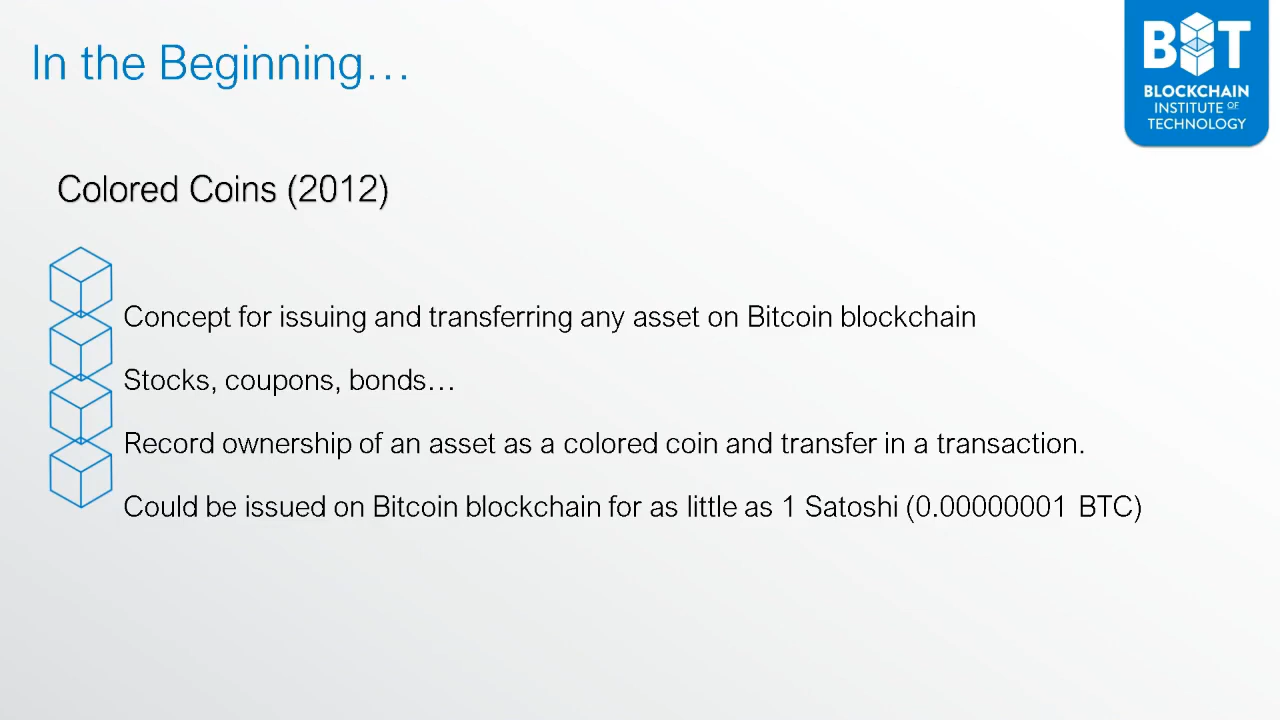 In the Beginning…
BIT
BLOCKCHAIN
INSTITUTE OF
TECHNOLOGY
Colored Coins (2012)
Concept for issuing and transferring any asset on Bitcoin blockchain
Stocks, coupons, bonds…
Record ownership of an asset as a colored coin and transfer in a transaction.
Could be issued on Bitcoin blockchain for as little as 1 Satoshi (0.00000001 BTC)